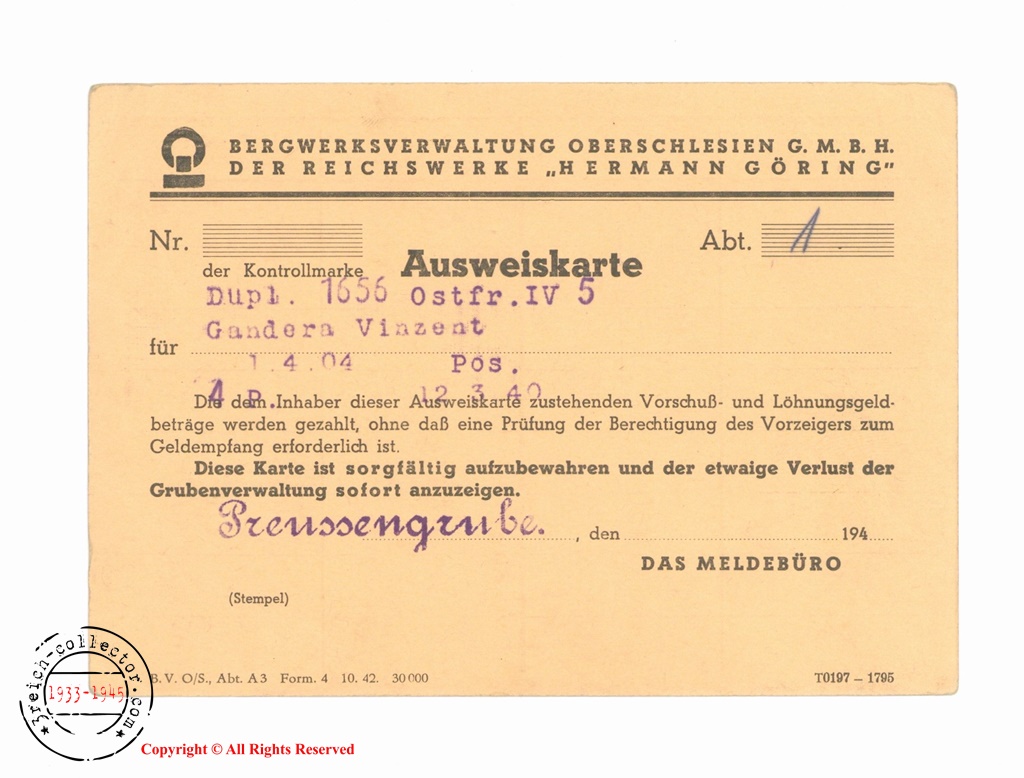 BERGWERKSVERWALTUNG OBERSCHLESIEN G. M. B. H.
DER REICHSWERKE „HERMANN GÖRING"
Nr.
Abt. 1
der Kontrollmarke
Ausweiskarte
Dupl. 1656 Ostfr. IV 5
Gandera Vinzent
für
1.4.04 Pos.
1 P. 12 3 40
Die dem Inhaber dieser Ausweiskarte zustehenden Vorschuß- und Löhnungsgeld-
beträge werden gezahlt, ohne daß eine Prüfung der Berechtigung des Vorzeigers zum
Geldempfang erforderlich ist.
Diese Karte ist sorgfältig aufzubewahren und der etwaige Verlust der
Grubenverwaltung sofort anzuzeigen.
Preussengrube. , den 194
DAS MELDEBÜRO
(Stempel)
B. V. O/S., Abt. A 3 Form. 4 10. 42. 30 000
T0197 – 1795
3reich-collector.com
1933-1945
Copyright © All Rights Reserved